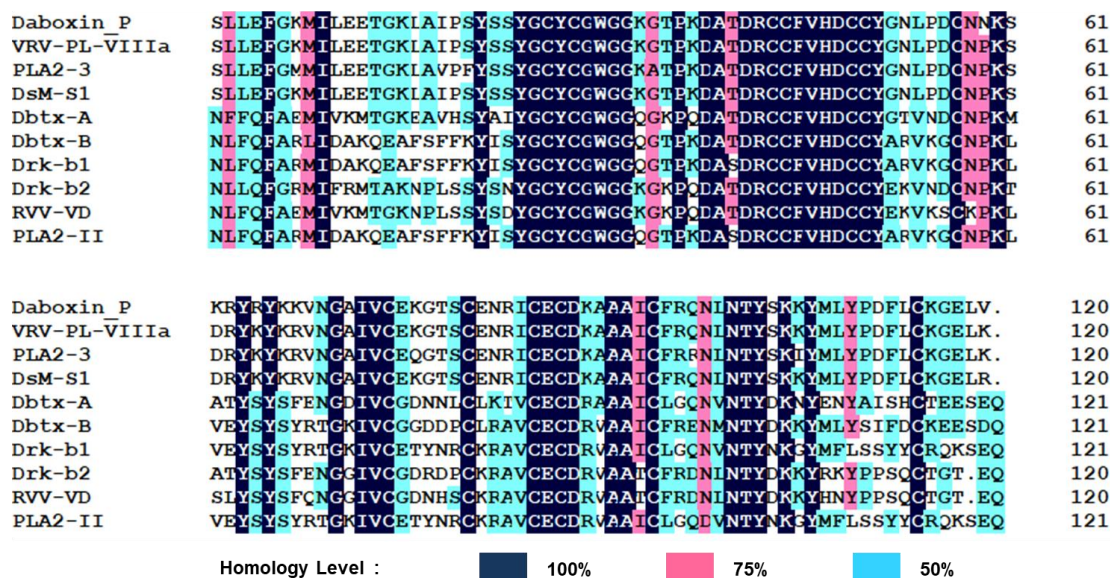 Daboxin_P SLLEFGKMILEETGKLAIPSYSSYGCYCGWGGKGTPKDATDRCCFVHDCCYGNLPDCNNKS 61
VRV-PL-VIIIa SLLEFGKMILEETGKLAIPSYSSYGCYCGWGGKGTPKDATDRCCFVHDCCYGNLPDCNPKS 61
PLA2-3 SLLEFGMMILEETGKLAVPFYSSYGCYCGWGGKATPKDATDRCCFVHDCCYGNLPDCNPKS 61
DsM-S1 SLLEFGKMILEETGKLAIPSYSSYGCYCGWGGKGTPKDATDRCCFVHDCCYGNLPDCNPKS 61
Dbtx-A NFFQFAEMIVKMTGKEAVHSYAIYGCYCGWGGQGKPQDATDRCCFVHDCCYGTVNDCNPKM 61
Dbtx-B NLFQFARLIDAKQEAFSFFKYISYGCYCGWGGQGTPKDATDRCCFVHDCCYARVKGCNPKL 61
Drk-b1 NLFQFARMIDAKQEAFSFFKYISYGCYCGWGGQGTPKDASDRCCFVHDCCYARVKGCNPKL 61
Drk-b2 NLLQFGRMIFRMTAKNPLSSYSNYGCYCGWGGKGKPQDATDRCCFVHDCCYEKVNDCNPKT 61
RVV-VD NLFQFAEMIVKMTGKNPLSSYSDYGCYCGWGGKGKPQDATDRCCFVHDCCYEKVKSCKPKL 61
PLA2-II NLFQFARMIDAKQEAFSFFKYISYGCYCGWGGQGTPKDASDRCCFVHDCCYARVKGCNPKL 61
Daboxin_P KRYRYKKVNGAIVCEKGTSCENRICECDKAAAICFRQNLNTYSKKYMLYPDFLCKGELV. 120
VRV-PL-VIIIa DRYKYKRVNGAIVCEKGTSCENRICECDKAAAICFRQNLNTYSKKYMLYPDFLCKGELK. 120
PLA2-3 DRYKYKRVNGAIVCEQGTSCENRICECDKAAAICFRRNLNTYSKIYMLYPDFLCKGELK. 120
DsM-S1 DRYKYKRVNGAIVCEKGTSCENRICECDKAAAICFRQNLNTYSKKYMLYPDFLCKGELR. 120
Dbtx-A ATYSYSFENGDIVCGDNNLCLKIVCECDRAAAICLGQNVNTYDKNYENYAISHCTEESEQ 121
Dbtx-B VEYSYSYRTGKIVCGGDDPCLRAVCECDRVAAICFRENMNTYDKKYMLYSIFDCKEESDQ 121
Drk-b1 VEYSYSYRTGKIVCETYNRCKRAVCECDRVAAICLGQNVNTYNKGYMFLSSYYCRQKSEQ 121
Drk-b2 ATYSYSFENGGIVCGDRDPCKRAVCECDRVAAICFRDNLNTYDKKYRKYPPSQCTGT.EQ 120
RVV-VD SLYSYSFQNGGIVCGDNHSCKRAVCECDRVAATCFRDNLNTYDKKYHNYPPSQCTGT.EQ 120
PLA2-II VEYSYSYRTGKIVCETYNRCKRAVCECDRVAAICLGQDVNTYNKGYMFLSSYYCRQKSEQ 121
Homology Level : 100% 75% 50%